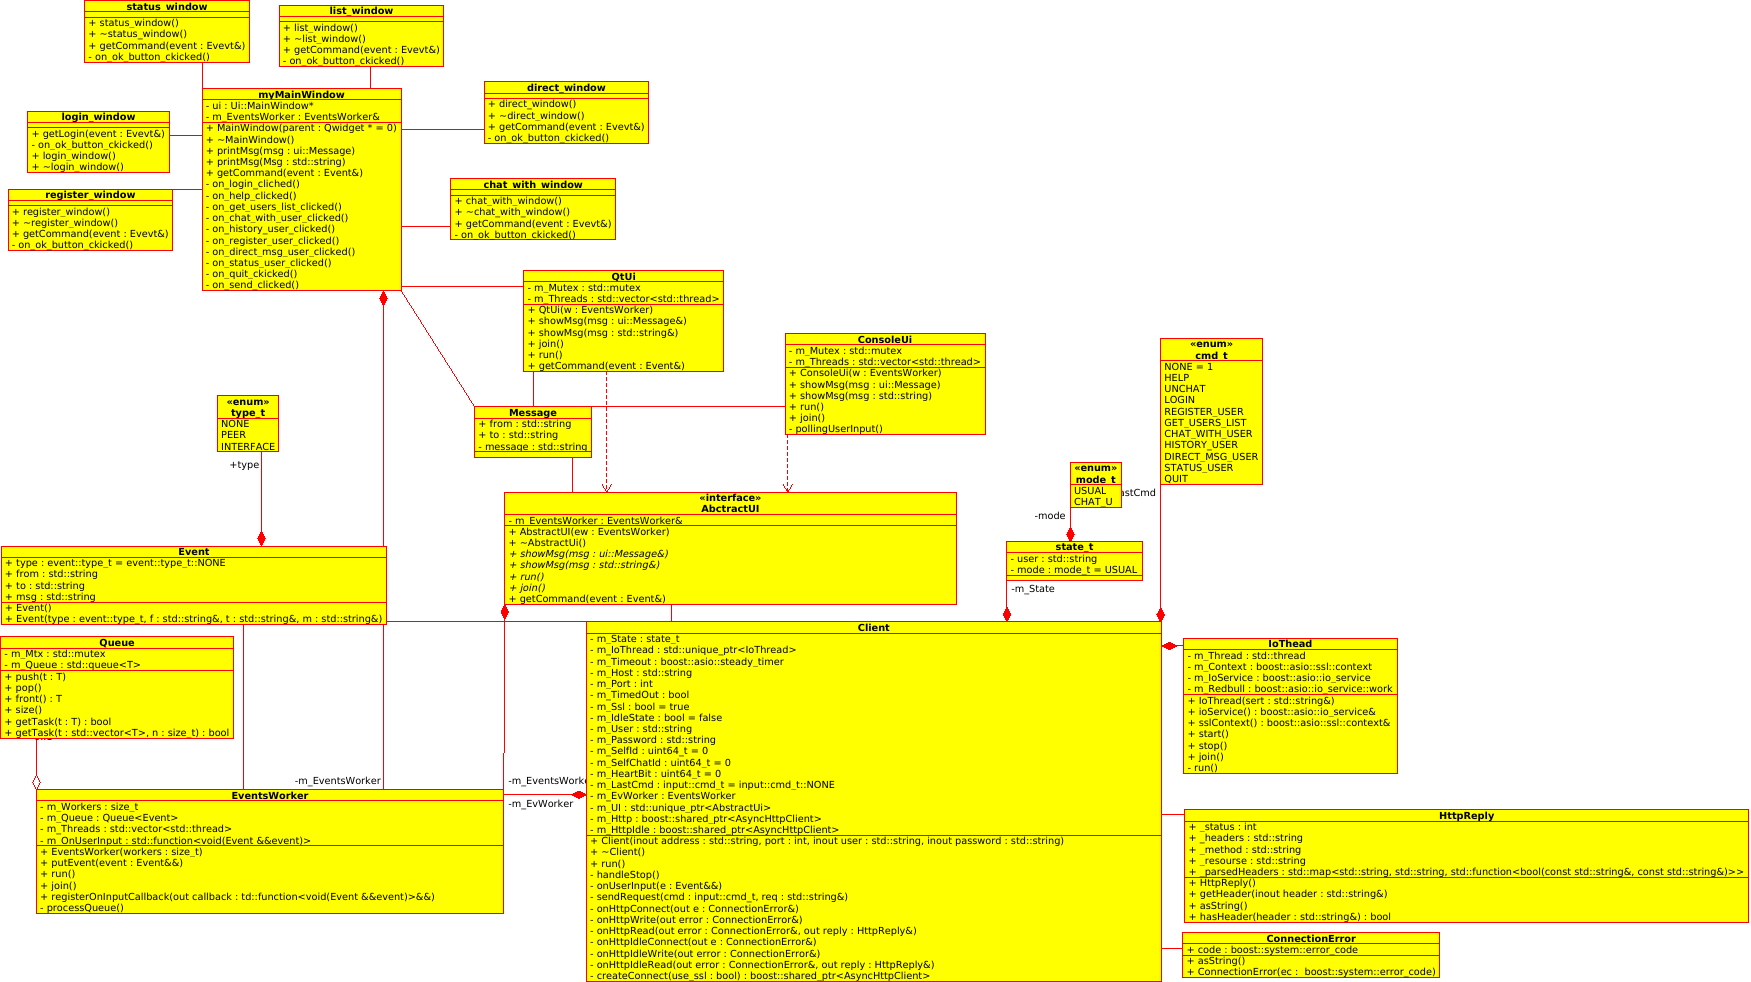 status_window
+ status_window()
+ ~status_window()
+ getCommand(event : Evevt&)
- on_ok_button_ckicked()
list_window
+ list_window()
+ ~list_window()
+ getCommand(event : Evevt&)
- on_ok_button_ckicked()
myMainWindow
- ui : Ui::MainWindow*
- m_EventsWorker : EventsWorker&
+ MainWindow(parent : Qwidget * = 0)
+ ~MainWindow()
+ printMsg(msg : ui::Message)
+ printMsg(Msg : std::string)
+ getCommand(event : Event&)
- on_login_cliched()
- on_help_clicked()
- on_get_users_list_clicked()
- on_chat_with_user_clicked()
- on_history_user_clicked()
- on_register_user_clicked()
- on_direct_msg_user_clicked()
- on_status_user_clicked()
- on_quit_ckicked()
- on_send_clicked()
direct_window
+ direct_window()
+ ~direct_window()
+ getCommand(event : Evevt&)
- on_ok_button_ckicked()
login_window
+ getLogin(event : Evevt&)
- on_ok_button_ckicked()
+ login_window()
+ ~login_window()
register_window
+ register_window()
+ ~register_window()
+ getCommand(event : Evevt&)
- on_ok_button_ckicked()
chat_with_window
+ chat_with_window()
+ ~chat_with_window()
+ getCommand(event : Evevt&)
- on_ok_button_ckicked()
QtUi
- m_Mutex : std::mutex
- m_Threads : std::vector<std::thread>
+ QtUi(w : EventsWorker)
+ showMsg(msg : ui::Message&)
+ showMsg(msg : std::string&)
+ join()
+ run()
+ getCommand(event : Event&)
ConsoleUi
- m_Mutex : std::mutex
- m_Threads : std::vector<std::thread>
+ ConsoleUi(w : EventsWorker)
+ showMsg(msg : ui::Message)
+ showMsg(msg : std::string)
+ run()
+ join()
- pollingUserInput()
«enum»
cmd_t
NONE = 1
HELP
UNCHAT
LOGIN
REGISTER_USER
GET_USERS_LIST
CHAT_WITH_USER
HISTORY_USER
DIRECT_MSG_USER
STATUS_USER
QUIT
«enum»
type_t
NONE
PEER
INTERFACE
+type
Message
+ from : std::string
+ to : std::string
- message : std::string
«enum»
mode_t
USUAL
CHAT_U
astCmd
-mode
«interface»
AbctractUI
- m_EventsWorker : EventsWorker&
+ AbstractUI(ew : EventsWorker)
+ ~AbstractUi()
+ showMsg(msg : ui::Message&)
+ showMsg(msg : std::string&)
+ run()
+ join()
+ getCommand(event : Event&)
state_t
- user : std::string
- mode : mode_t = USUAL
-m_State
Event
+ type : event::type_t = event::type_t::NONE
+ from : std::string
+ to : std::string
+ msg : std::string
+ Event()
+ Event(type : event::type_t, f : std::string&, t : std::string&, m : std::string&)
Queue
- m_Mtx : std::mutex
- m_Queue : std::queue<T>
+ push(t : T)
+ pop()
+ front() : T
+ size()
+ getTask(t : T) : bool
+ getTask(t : std::vector<T>, n : size_t) : bool
Client
- m_State : state_t
- m_IoThread : std::unique_ptr<IoThread>
- m_Timeout : boost::asio::steady_timer
- m_Host : std::string
- m_Port : int
- m_TimedOut : bool
- m_Ssl : bool = true
- m_IdleState : bool = false
- m_User : std::string
- m_Password : std::string
- m_SelfId : uint64_t = 0
- m_SelfChatId : uint64_t = 0
- m_HeartBit : uint64_t = 0
- m_LastCmd : input::cmd_t = input::cmd_t::NONE
- m_EvWorker : EventsWorker
- m_UI : std::unique_ptr<AbstractUi>
- m_Http : boost::shared_ptr<AsyncHttpClient>
- m_HttpIdle : boost::shared_ptr<AsyncHttpClient>
+ Client(inout address : std::string, port : int, inout user : std::string, inout password : std::string)
+ ~Client()
+ run()
- handleStop()
- onUserInput(e : Event&&)
- sendRequest(cmd : input::cmd_t, req : std::string&)
- onHttpConnect(out e : ConnectionError&)
- onHttpWrite(out error : ConnectionError&)
- onHttpRead(out error : ConnectionError&, out reply : HttpReply&)
- onHttpIdleConnect(out e : ConnectionError&)
- onHttpIdleWrite(out error : ConnectionError&)
- onHttpIdleRead(out error : ConnectionError&, out reply : HttpReply&)
- createConnect(use_ssl : bool) : boost::shared_ptr<AsyncHttpClient>
IoThead
- m_Thread : std::thread
- m_Context : boost::asio::ssl::context
- m_IoService : boost::asio::io_service
- m_Redbull : boost::asio::io_service::work
+ IoThread(sert : std::string&)
+ ioService() : boost::asio::io_service&
+ sslContext() : boost::asio::ssl::context&
+ start()
+ stop()
+ join()
- run()
-m_EventsWorker
-m_EventsWorke
-m_EvWorker
EventsWorker
- m_Workers : size_t
- m_Queue : Queue<Event>
- m_Threads : std::vector<std::thread>
- m_OnUserInput : std::function<void(Event &&event)>
+ EventsWorker(workers : size_t)
+ putEvent(event : Event&&)
+ run()
+ join()
+ registerOnInputCallback(out callback : td::function<void(Event &&event)>&&)
- processQueue()
HttpReply
+ _status : int
+ _headers : std::string
+ _method : std::string
+ _resourse : std::string
+ _parsedHeaders : std::map<std::string, std::string, std::function<bool(const std::string&, const std::string&)>>
+ HttpReply()
+ getHeader(inout header : std::string&)
+ asString()
+ hasHeader(header : std::string&) : bool
ConnectionError
+ code : boost::system::error_code
+ asString()
+ ConnectionError(ec : boost::system::error_code)